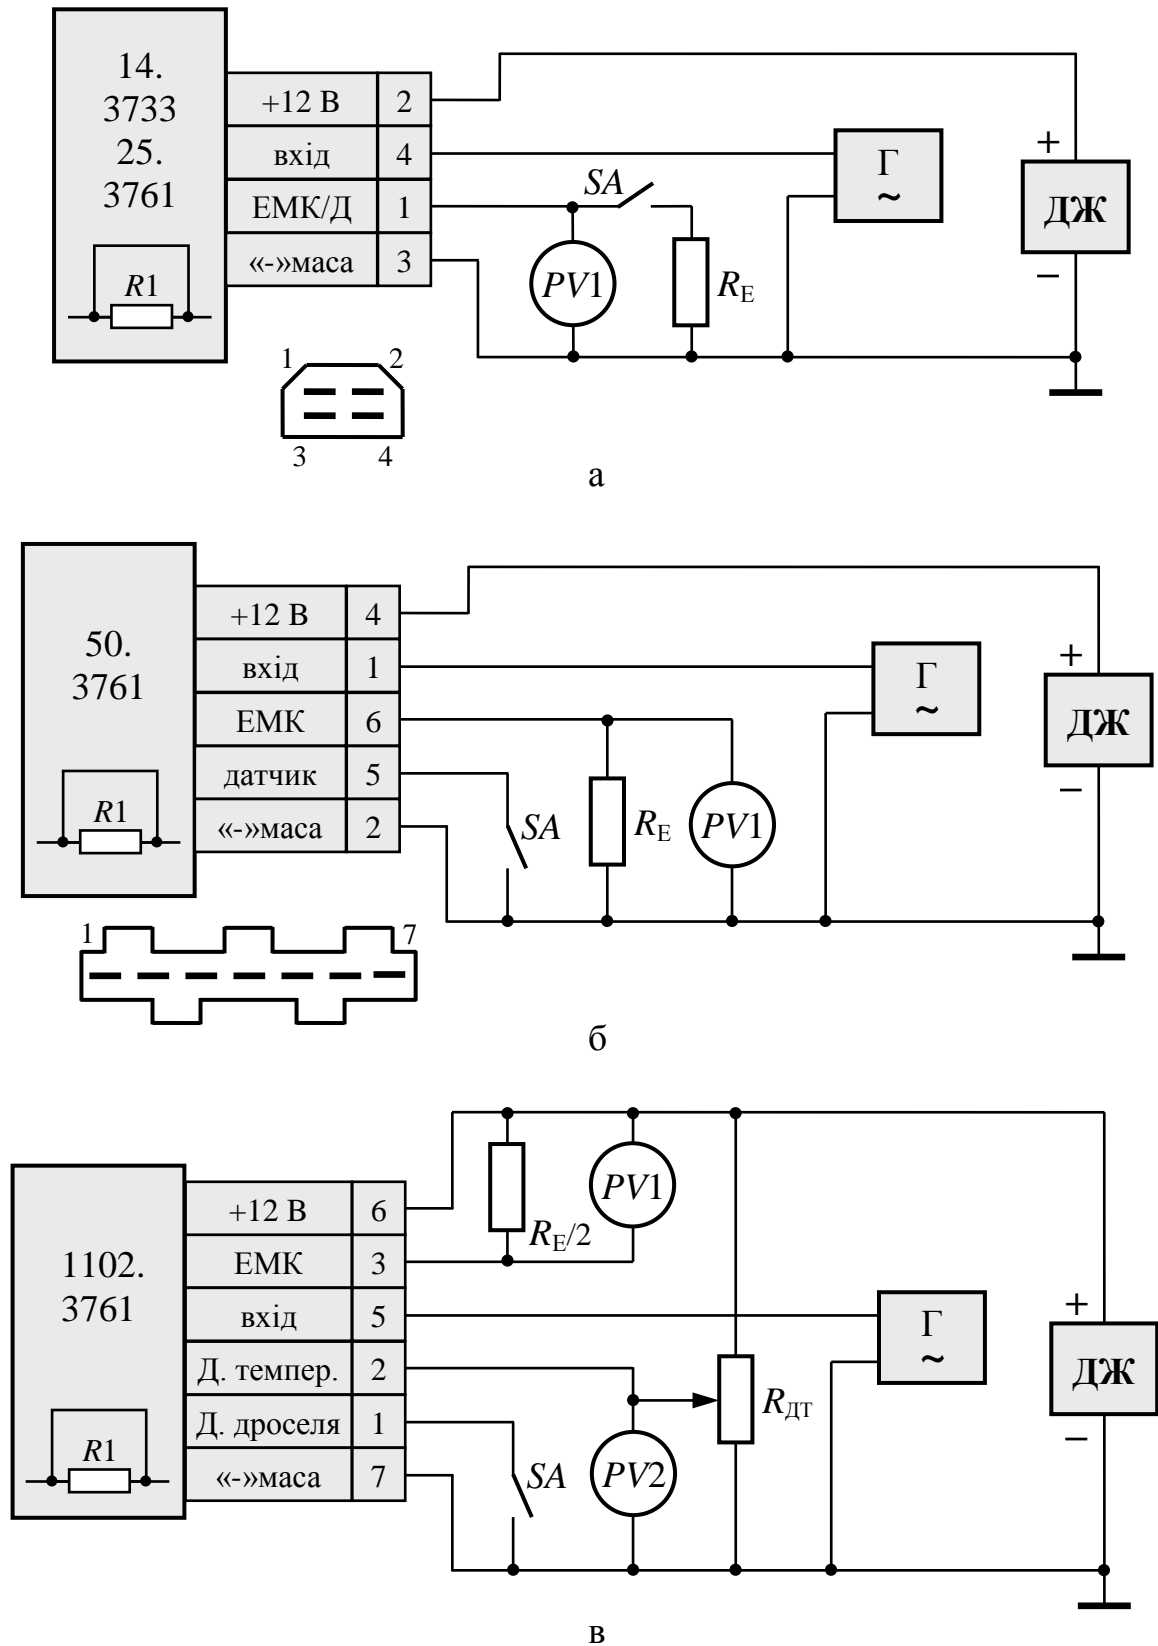 14.
3733
25.
3761
R1
+12 В 2
вхід 4
ЕМК/Д 1
«-»маса 3
SA
PV1
RЕ
Г
~
+
ДЖ
−
1 2
3 4
а
50.
3761
R1
+12 В 4
вхід 1
ЕМК 6
датчик 5
«-»маса 2
SA
RЕ
PV1
Г
~
+
ДЖ
−
1 7
б
1102.
3761
R1
+12 В 6
ЕМК 3
вхід 5
Д. темпер. 2
Д. дроселя 1
«-»маса 7
RЕ/2
PV1
SA
PV2
RДТ
Г
~
+
ДЖ
−
в